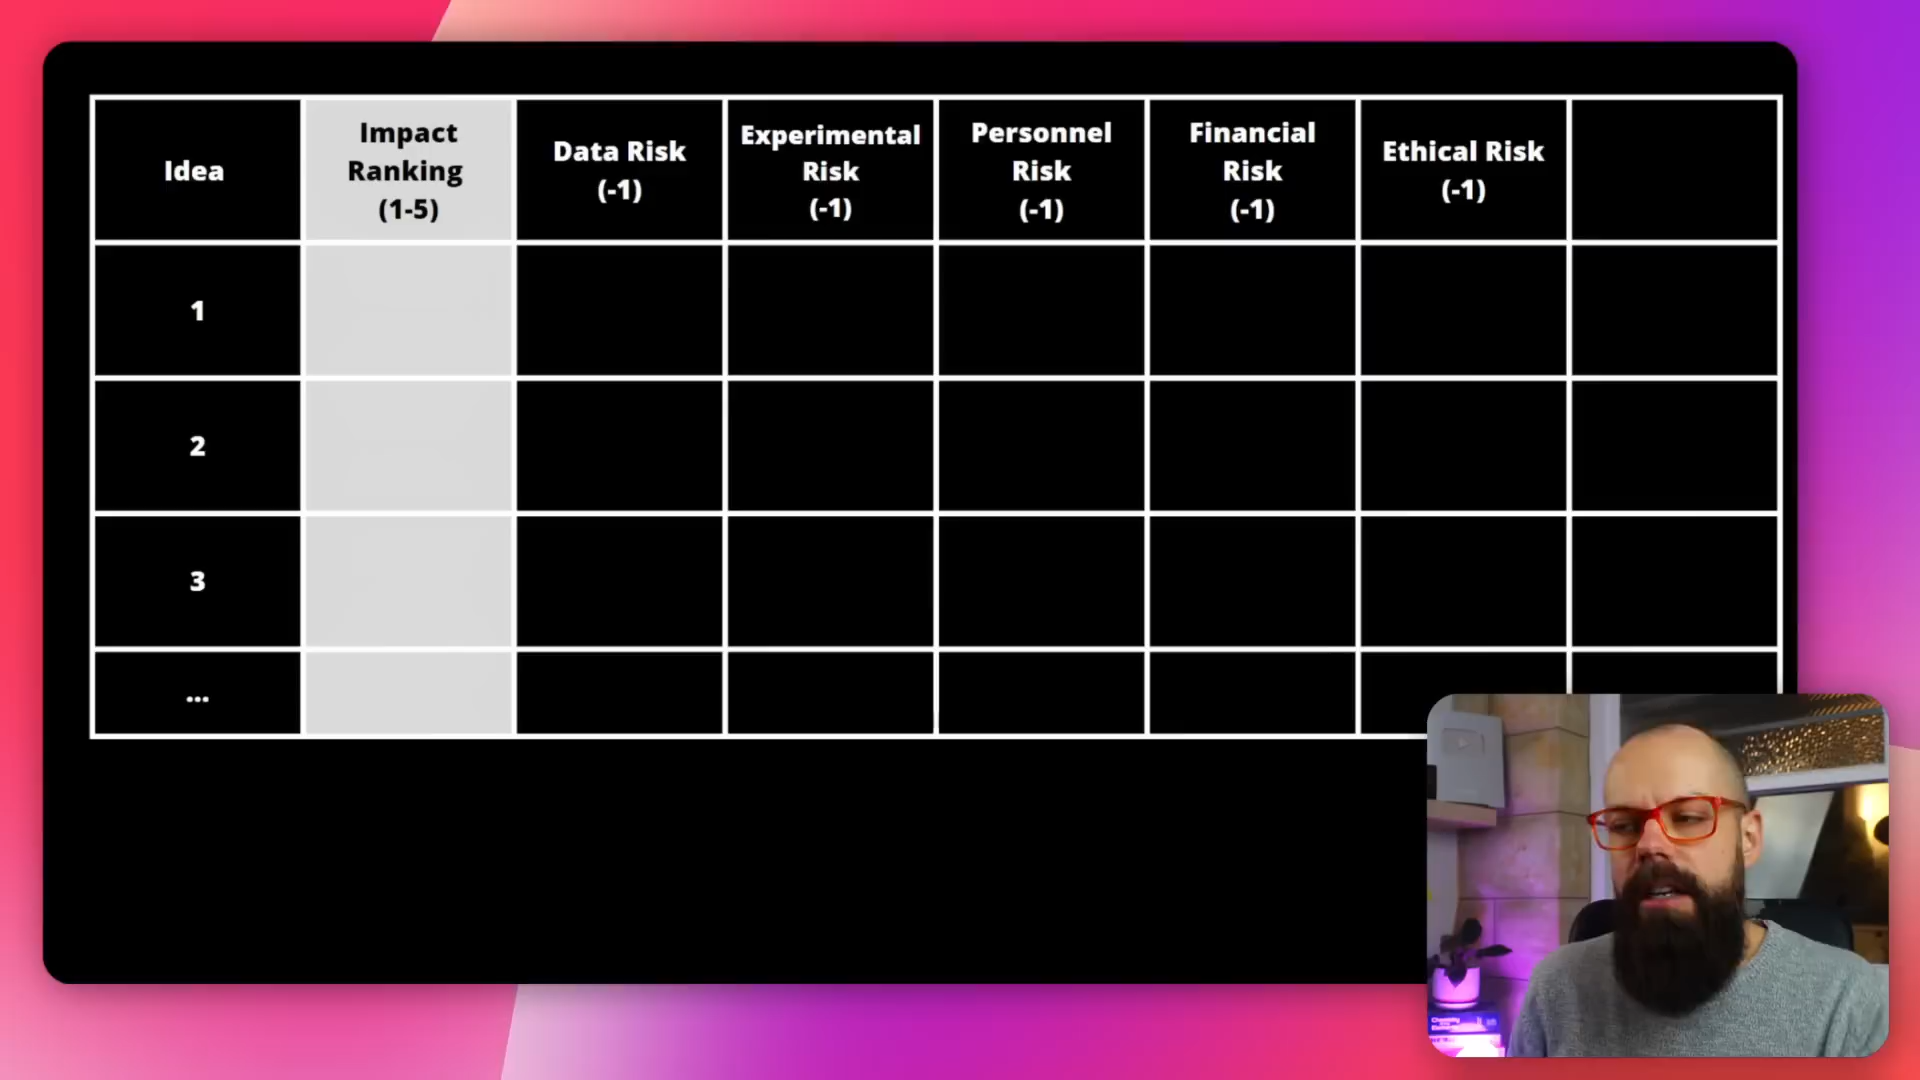 Idea
Impact
Ranking
(1-5)
Data Risk
(-1)
Experimental
Risk
(-1)
Personnel
Risk
(-1)
Financial
Risk
(-1)
Ethical Risk
(-1)
1
2
3
...
Chemistry